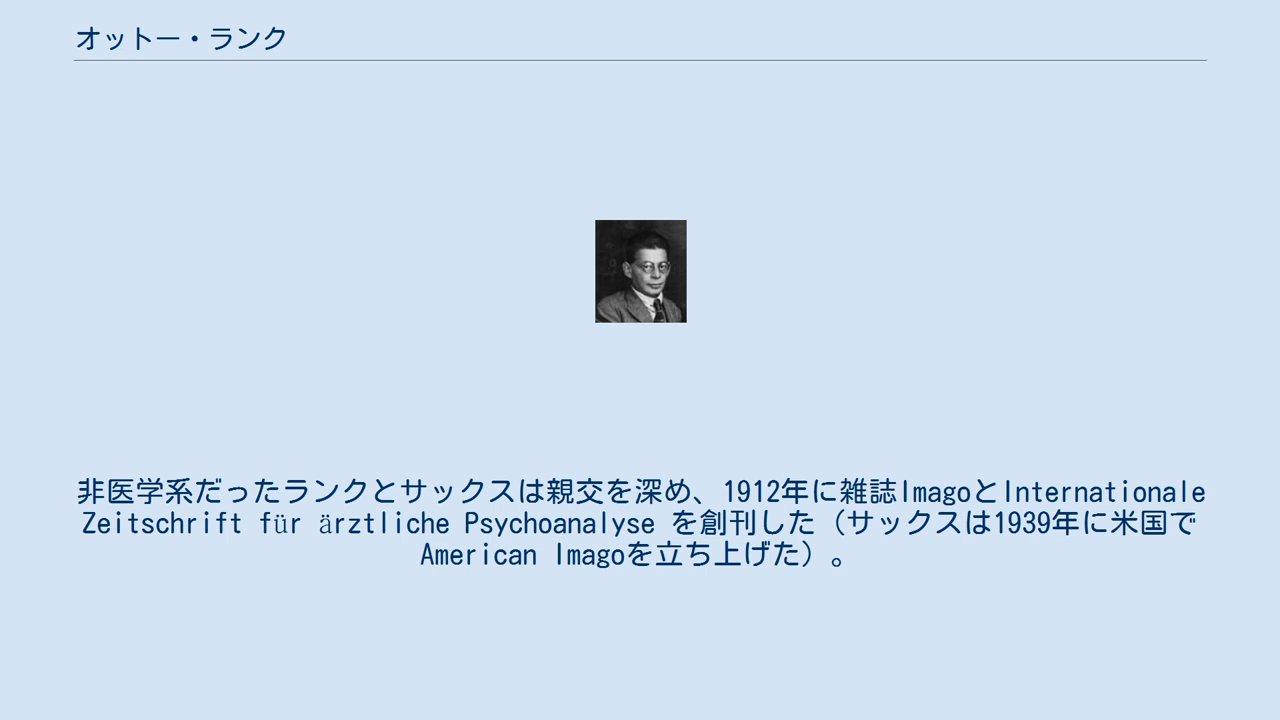 オットー・ランク
非医学系だったランクとサックスは親交を深め、1912年に雑誌ImagoとInternationale
Zeitschrift für ärztliche Psychoanalyse を創刊した（サックスは1939年に米国で
American Imagoを立ち上げた）。